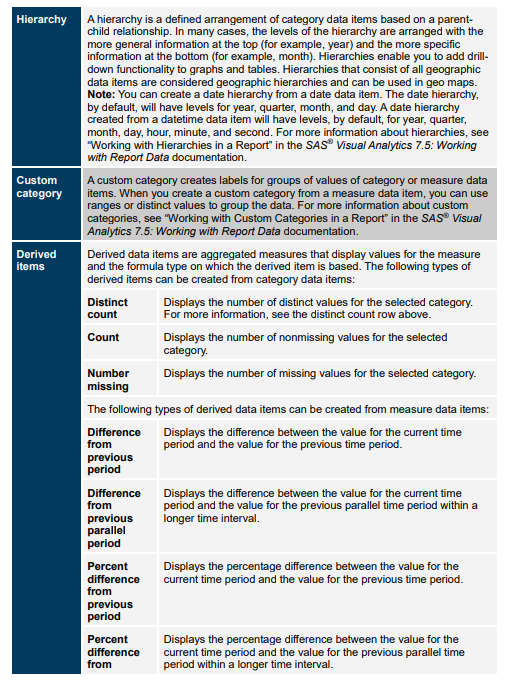 Hierarchy
A hierarchy is a defined arrangement of category data items based on a parent-
child relationship. In many cases, the levels of the hierarchy are arranged with the
more general information at the top (for example, year) and the more specific
information at the bottom (for example, month). Hierarchies enable you to add drill-
down functionality to graphs and tables. Hierarchies that consist of all geographic
data items are considered geographic hierarchies and can be used in geo maps.
Note: You can create a date hierarchy from a date data item. The date hierarchy,
by default, will have levels for year, quarter, month, and day. A date hierarchy
created from a datetime data item will have levels, by default, for year, quarter,
month, day, hour, minute, and second. For more information about hierarchies, see
“Working with Hierarchies in a Report” in the SAS® Visual Analytics 7.5: Working
with Report Data documentation.
Custom
category
A custom category creates labels for groups of values of category or measure data
items. When you create a custom category from a measure data item, you can use
ranges or distinct values to group the data. For more information about custom
categories, see “Working with Custom Categories in a Report” in the SAS® Visual
Analytics 7.5: Working with Report Data documentation.
Derived
items
Derived data items are aggregated measures that display values for the measure
and the formula type on which the derived item is based. The following types of
derived items can be created from category data items:
Distinct
count
Displays the number of distinct values for the selected category.
For more information, see the distinct count row above.
Count
Displays the number of nonmissing values for the selected
category.
Number
missing
Displays the number of missing values for the selected category.
The following types of derived data items can be created from measure data items:
Difference
from
previous
period
Displays the difference between the value for the current time
period and the value for the previous time period.
Difference
from
previous
parallel
period
Displays the difference between the value for the current time
period and the value for the previous parallel time period within a
longer time interval.
Percent
difference
from
previous
period
Displays the percentage difference between the value for the
current time period and the value for the previous time period.
Percent
difference
from
Displays the percentage difference between the value for the
current time period and the value for the previous parallel time
period within a longer time interval.